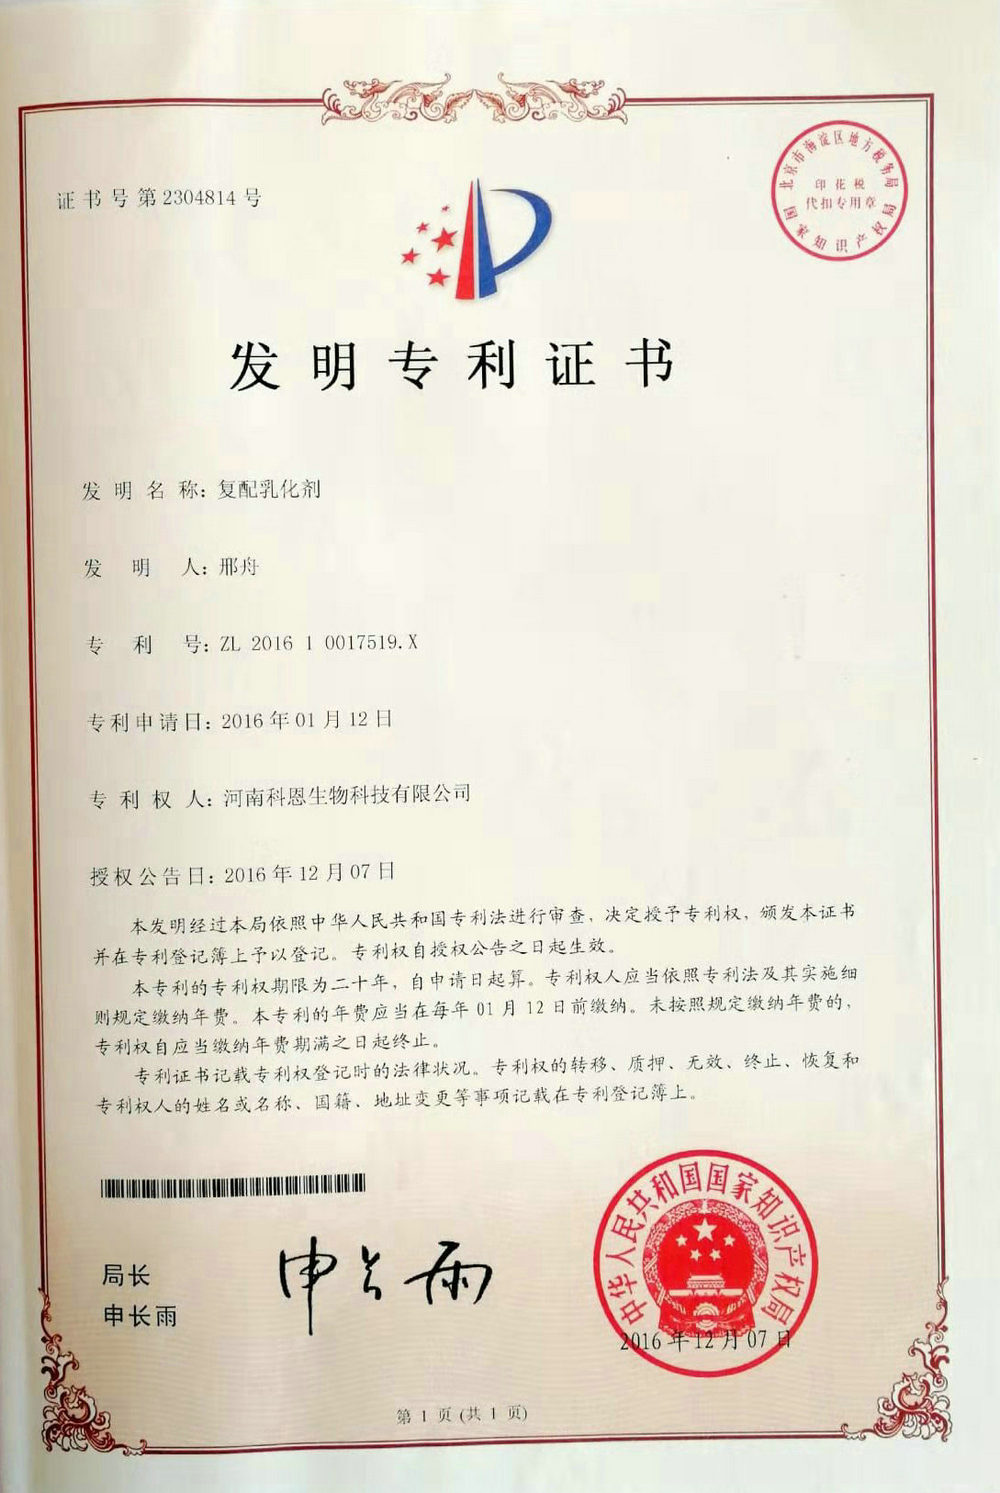 证书号第2304814号
北京市海淀区地方税务局
印花税
代扣专用章
国家知识产权局
发明专利证书
发明名称：复配乳化剂
发明人：邢舟
专利号：ZL 2016 1 0017519.X
专利申请日：2016年01月12日
专利权人：河南科恩生物科技有限公司
授权公告日：2016年12月07日
本发明经过本局依照中华人民共和国专利法进行审查，决定授予专利权，颁发本证书
并在专利登记簿上予以登记。专利权自授权公告之日起生效。
本专利的专利权期限为二十年，自申请日起算。专利权人应当依照专利法及其实施细
则规定缴纳年费。本专利的年费应当在每年01月12日前缴纳。未按照规定缴纳年费的，
专利权自应当缴纳年费期满之日起终止。
专利证书记载专利权登记时的法律状况。专利权的转移、质押、无效、终止、恢复和
专利权人的姓名或名称、国籍、地址变更等事项记载在专利登记簿上。
局长
申长雨
申长雨
中华人民共和国国家知识产权局
2016年12月07日
第1页(共1页)